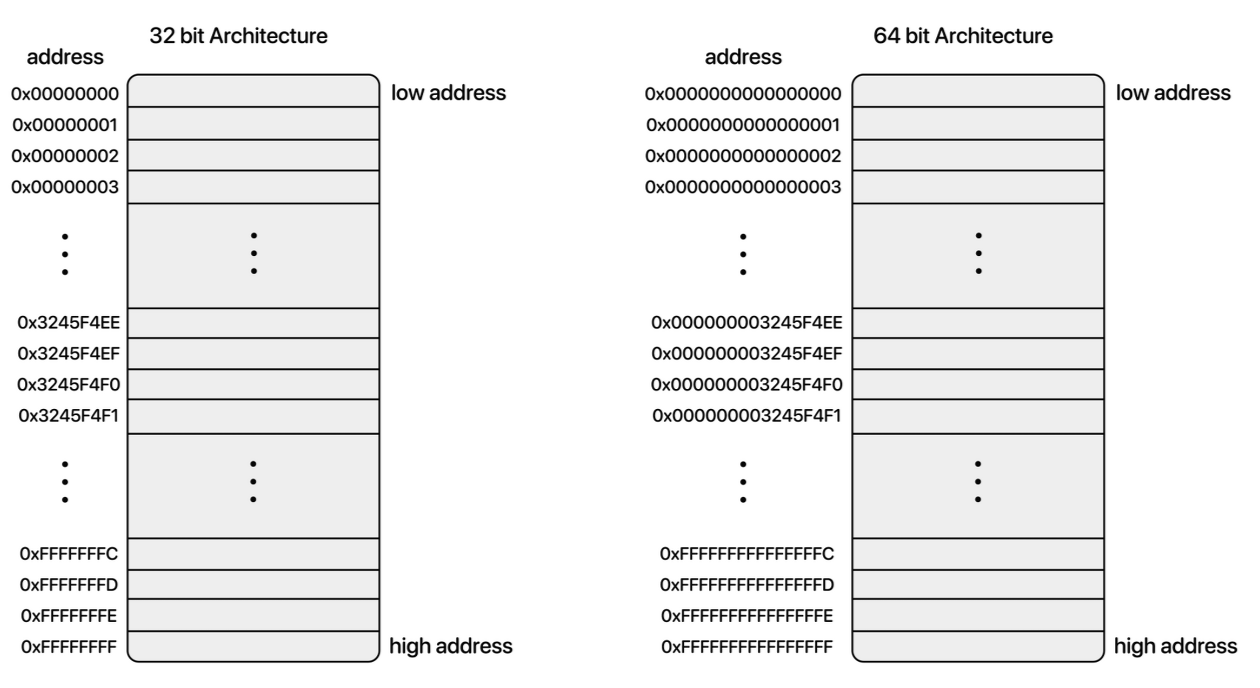 32 bit Architecture
address
0x00000000
low address
0x00000001
0x00000002
0x00000003
0x3245F4EE
0x3245F4EF
0x3245F4F0
0x3245F4F1
0xFFFFFFFC
0xFFFFFFFD
0xFFFFFFFE
0xFFFFFFFF
high address
64 bit Architecture
address
0x0000000000000000
low address
0x0000000000000001
0x0000000000000002
0x0000000000000003
0x000000003245F4EE
0x000000003245F4EF
0x000000003245F4F0
0x000000003245F4F1
0xFFFFFFFFFFFFFFFC
0xFFFFFFFFFFFFFFFD
0xFFFFFFFFFFFFFFFE
0xFFFFFFFFFFFFFFFF
high address